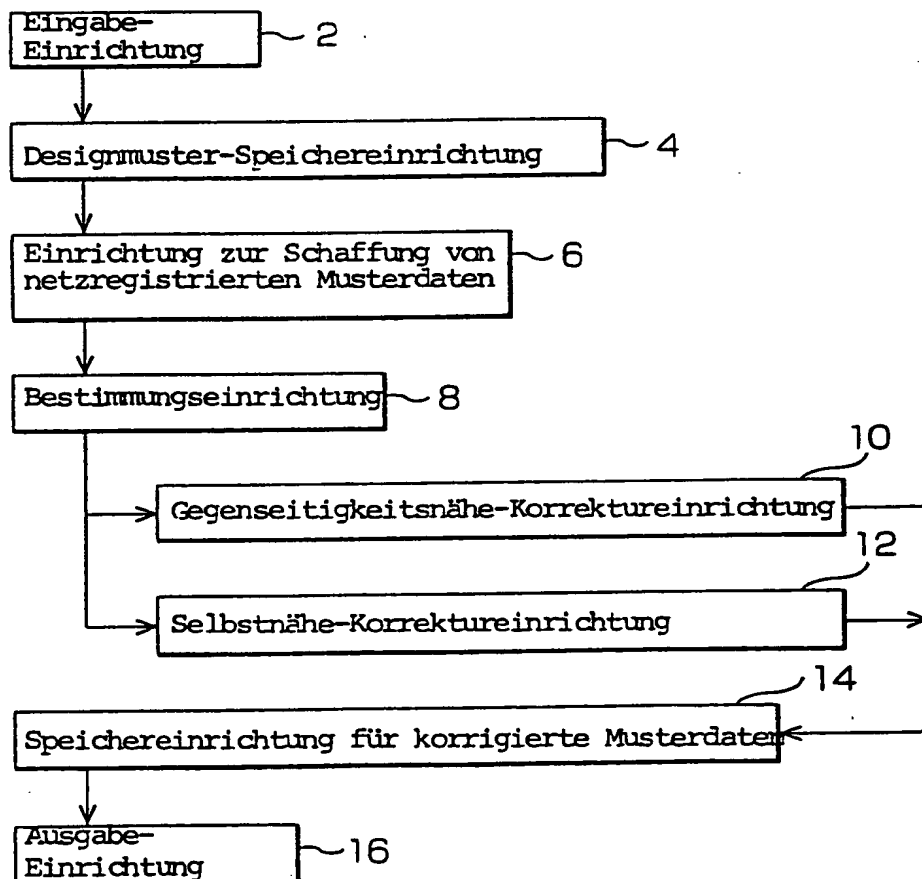 Eingabe-
Einrichtung
2
Designmuster-Speichereinrichtung
4
Einrichtung zur Schaffung von
netzregistrierten Musterdaten
6
Bestimmungseinrichtung
8
10
Gegenseitigkeitsnähe-Korrektureinrichtung
12
Selbstnähe-Korrektureinrichtung
14
Speichereinrichtung für korrigierte Musterdaten
Ausgabe-
Einrichtung
16